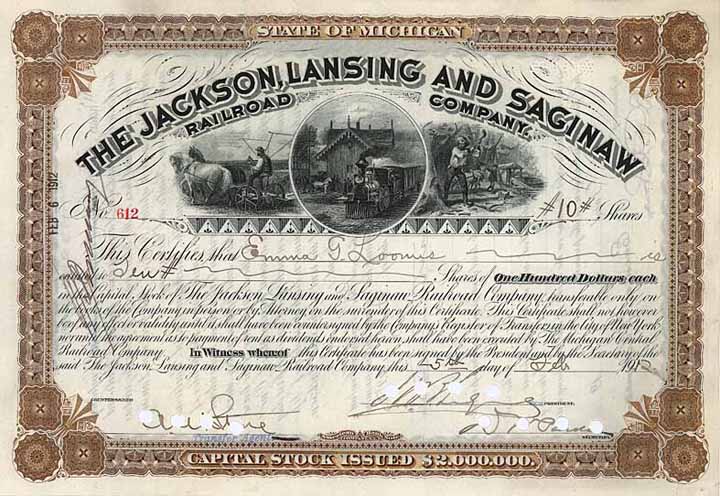 STATE OF MICHIGAN
THE JACKSON, LANSING AND SAGINAW
RAILROAD COMPANY.
FEB 6 1912
No. 612
#10# Shares
This Certifies, that Emma T. Loomis is
entitled to Ten# Shares of One Hundred Dollars, each
in the Capital Stock of The Jackson, Lansing and Saginaw Railroad Company, transferable only on
the books of the Company in person or by Attorney on the surrender of this Certificate. This Certificate shall not however
have any effect or validity until it shall have been countersigned by the Company's Register of Transfers in the City of New York
nor until the agreement as to payment of rent as dividends endorsed hereon, shall have been executed by The Michigan Central
Railroad Company. In Witness whereof this Certificate has been signed by the President and by the Secretary of the
said The Jackson, Lansing and Saginaw Railroad Company, this 5th day of Feb 1912
COUNTERSIGNED
PRESIDENT.
Transfer Agent
SECRETARY.
CAPITAL STOCK ISSUED $2,000,000.